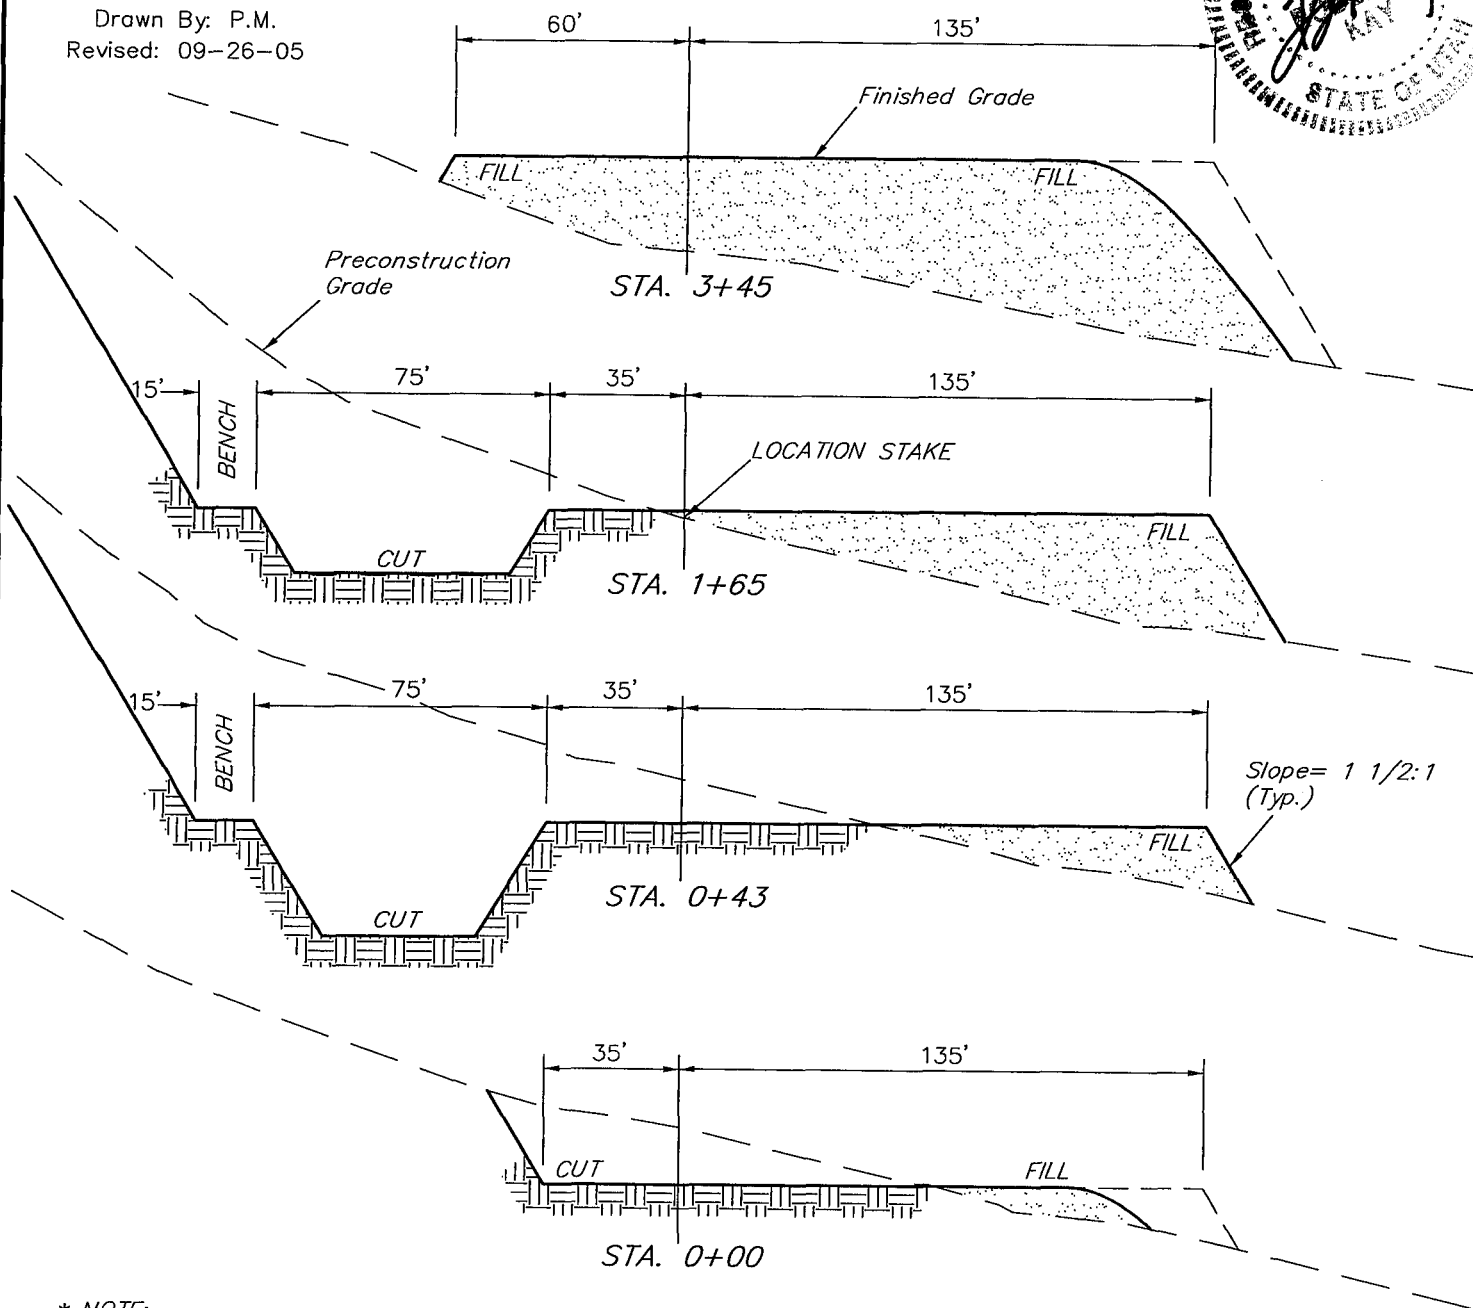 Drawn By: P.M.
Revised: 09-26-05
60'
135'
KAY
STATE OF UTAH
Finished Grade
FILL
FILL
Preconstruction
Grade
STA. 3+45
15'
75'
35'
135'
BENCH
LOCATION STAKE
FILL
CUT
STA. 1+65
15'
75'
35'
135'
BENCH
Slope= 1 1/2:1
(Typ.)
FILL
CUT
STA. 0+43
35'
135'
CUT
FILL
STA. 0+00
* NOTE: